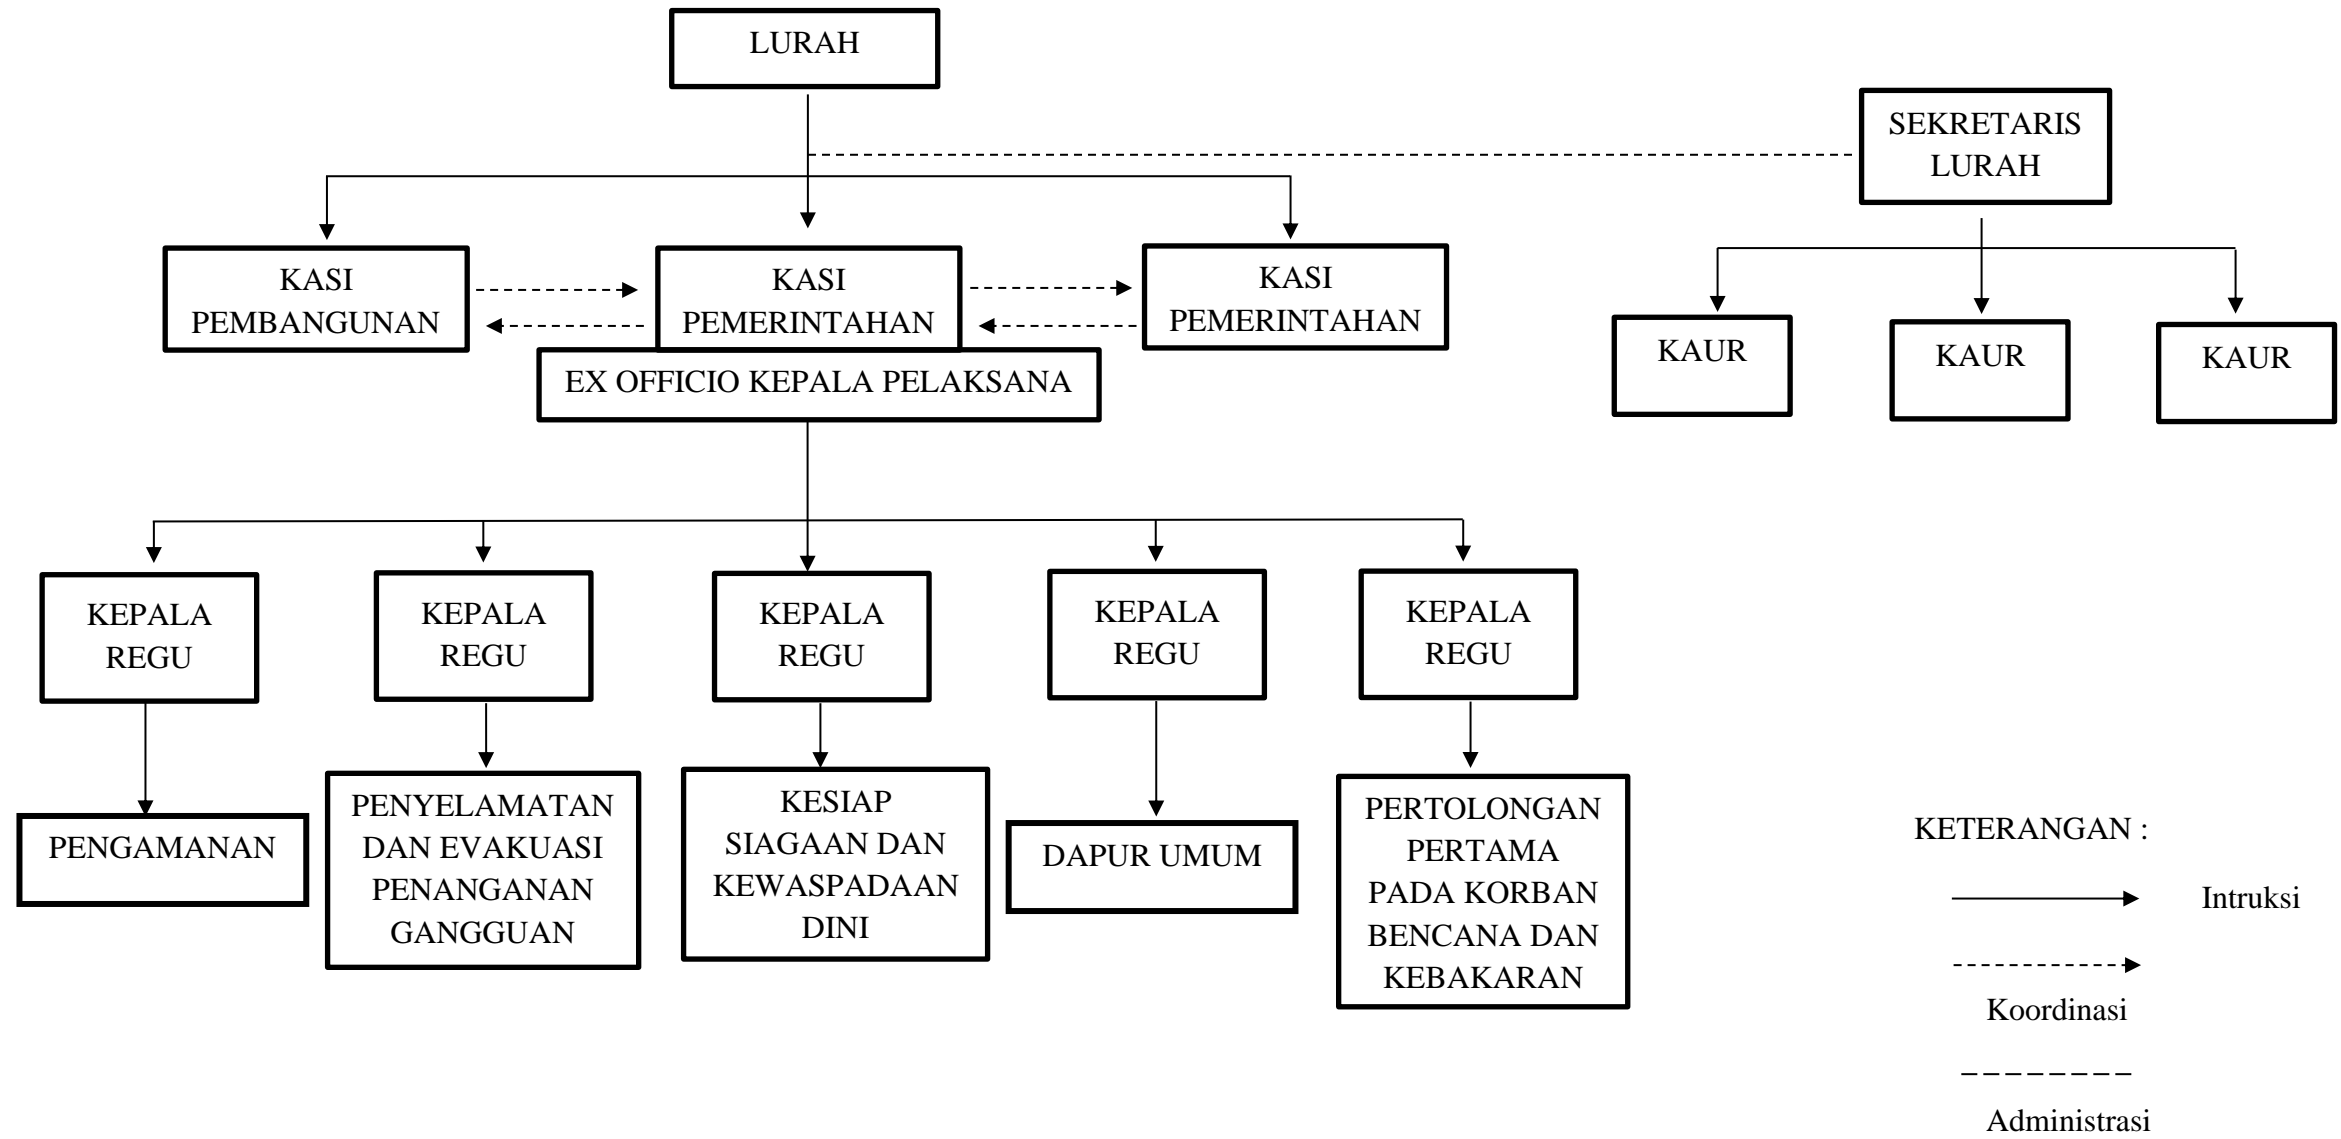 LURAH
SEKRETARIS
LURAH
KASI
PEMBANGUNAN
KASI
PEMERINTAHAN
KASI
PEMERINTAHAN
EX OFFICIO KEPALA PELAKSANA
KAUR
KAUR
KAUR
KEPALA
REGU
KEPALA
REGU
KEPALA
REGU
KEPALA
REGU
KEPALA
REGU
PENGAMANAN
PENYELAMATAN
DAN EVAKUASI
PENANGANAN
GANGGUAN
KESIAP
SIAGAAN DAN
KEWASPADAAN
DINI
DAPUR UMUM
PERTOLONGAN
PERTAMA
PADA KORBAN
BENCANA DAN
KEBAKARAN
KETERANGAN :
Intruksi
Koordinasi
Administrasi